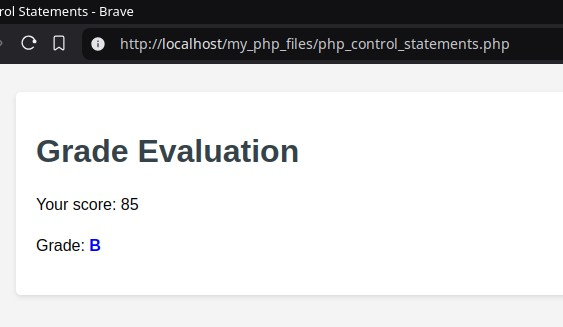 rol Statements - Brave
http://localhost/my_php_files/php_control_statements.php
Grade Evaluation
Your score: 85
Grade: B